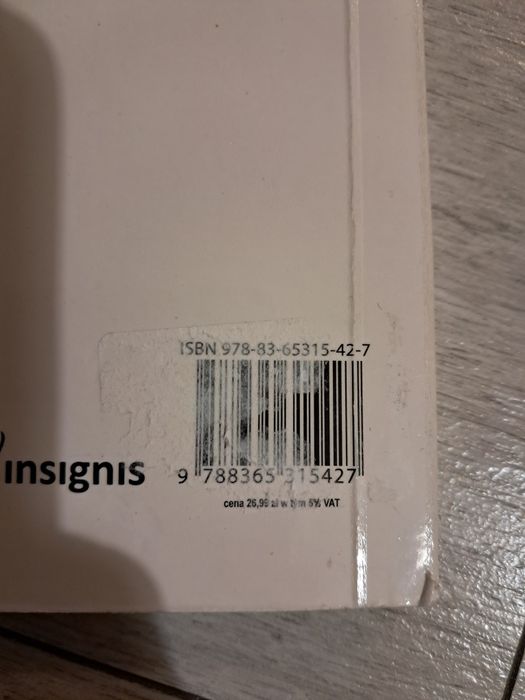 ISBN 978-83-65315-42-7
insignis
9 788365 315427
cena 26,99 zł w tym 5% VAT